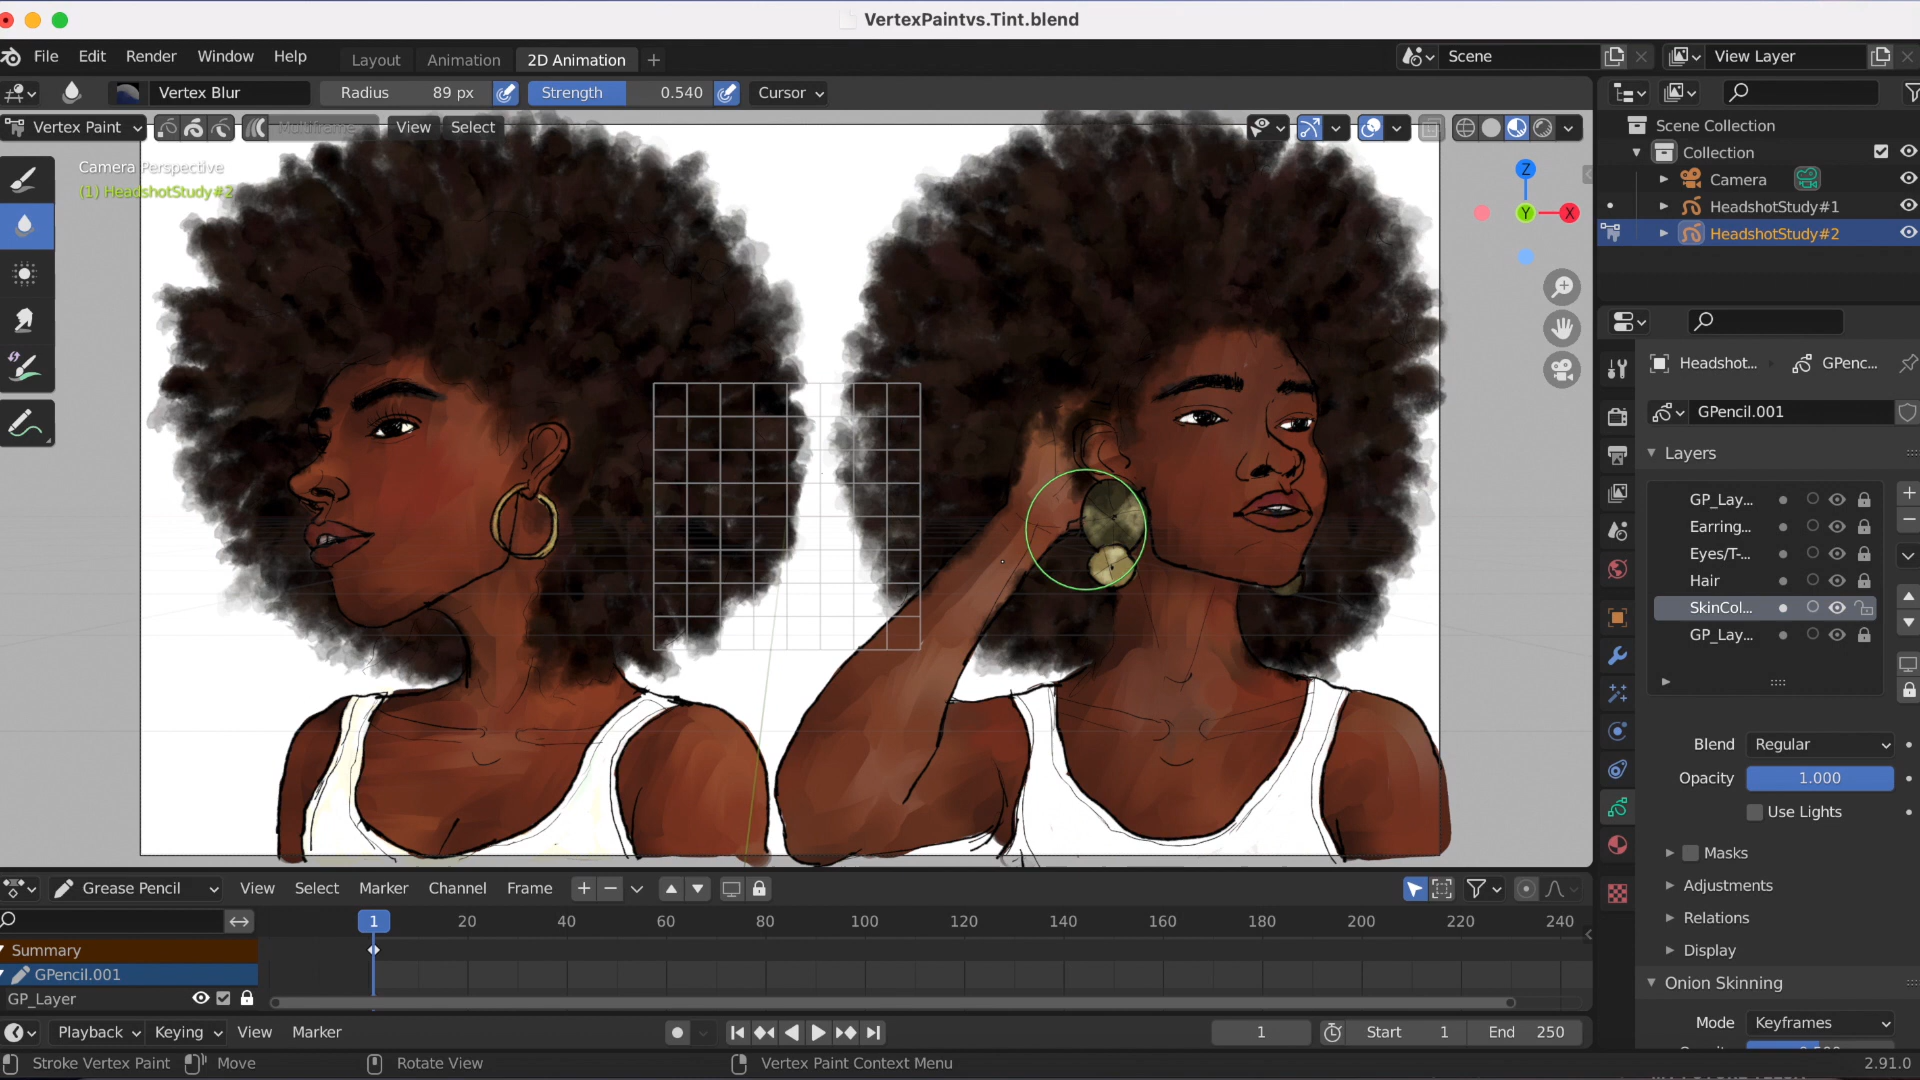 VertexPaintvs.Tint.blend
File Edit Render Window Help Layout Animation 2D Animation + Scene View Layer
Vertex Blur Radius 89 px Strength 0.540 Cursor
Vertex Paint Multiframe View Select
Camera Perspective
(1) HeadshotStudy#2
Z
Y X
Scene Collection
Collection
Camera
HeadshotStudy#1
HeadshotStudy#2
Headshot... GPenc...
GPencil.001
Layers
GP_Lay...
Earring...
Eyes/T-...
Hair
SkinCol...
GP_Lay...
Blend Regular
Opacity 1.000
Use Lights
Masks
Adjustments
Relations
Display
Onion Skinning
Mode Keyframes
Grease Pencil View Select Marker Channel Frame
1 20 40 60 80 100 120 140 160 180 200 220 240
Summary
GPencil.001
GP_Layer
Playback Keying View Marker 1 Start 1 End 250
Stroke Vertex Paint Move Rotate View Vertex Paint Context Menu 2.91.0